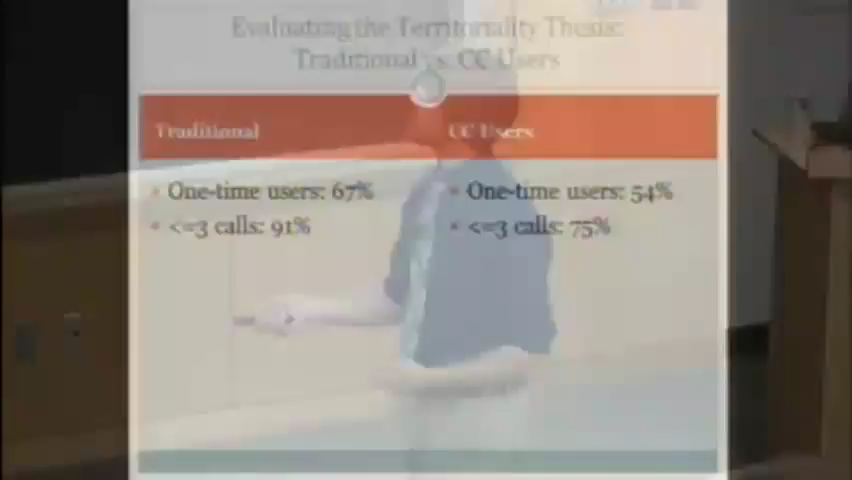 Evaluating the Territoriality Thesis:
Traditional vs. CC Users
Traditional
CC Users
One-time users: 67%
<=3 calls: 91%
One-time users: 54%
<=3 calls: 75%